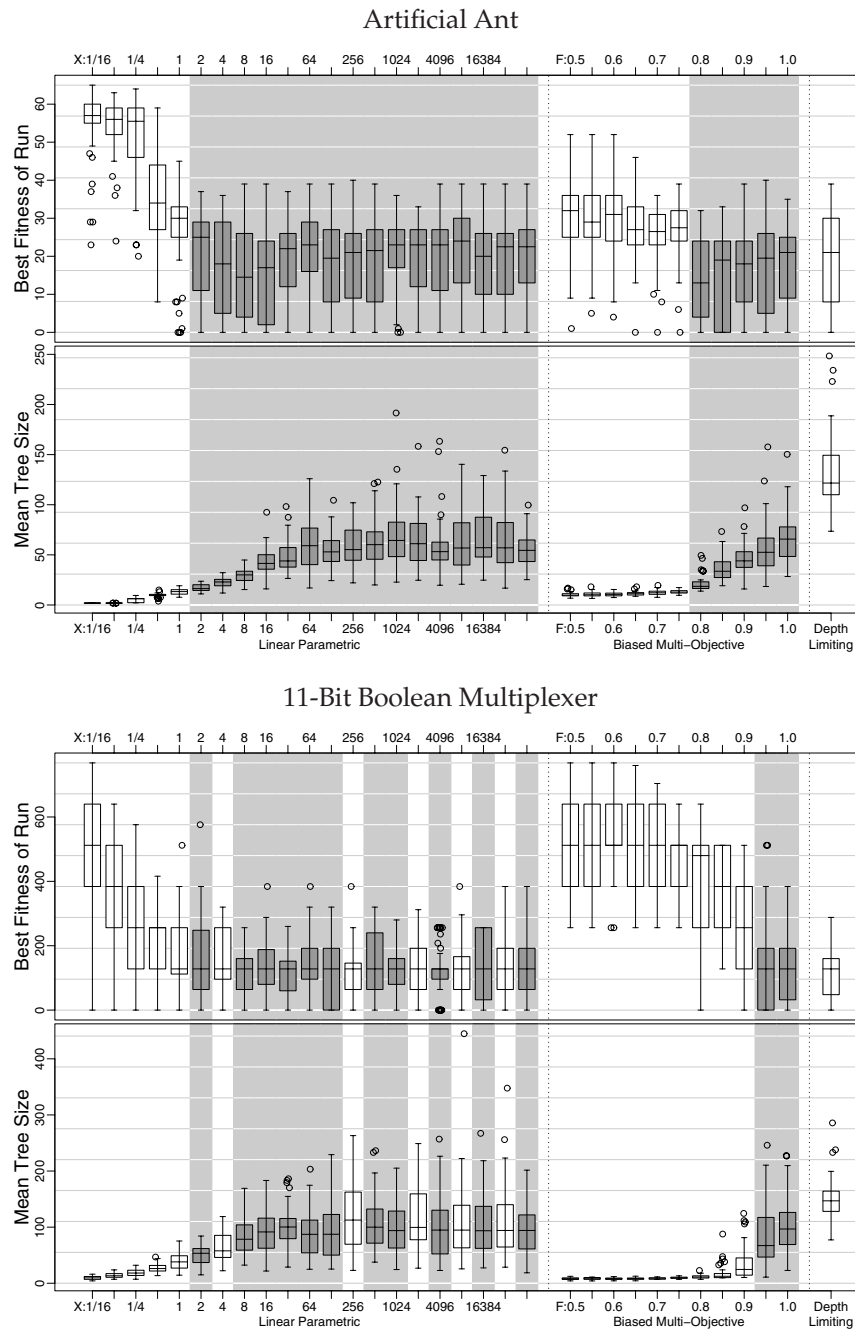 Artificial Ant
X:1/16 1/4 1 2 4 8 16 64 256 1024 4096 16384 F:0.5 0.6 0.7 0.8 0.9 1.0
Best Fitness of Run
0 10 20 30 40 50 60
Mean Tree Size
0 50 100 150 200 250
X:1/16 1/4 1 2 4 8 16 64 256 1024 4096 16384 F:0.5 0.6 0.7 0.8 0.9 1.0 Depth
Linear Parametric Biased Multi−Objective Limiting
11-Bit Boolean Multiplexer
X:1/16 1/4 1 2 4 8 16 64 256 1024 4096 16384 F:0.5 0.6 0.7 0.8 0.9 1.0
Best Fitness of Run
0 200 400 600
Mean Tree Size
0 100 200 300 400
X:1/16 1/4 1 2 4 8 16 64 256 1024 4096 16384 F:0.5 0.6 0.7 0.8 0.9 1.0 Depth
Linear Parametric Biased Multi−Objective Limiting